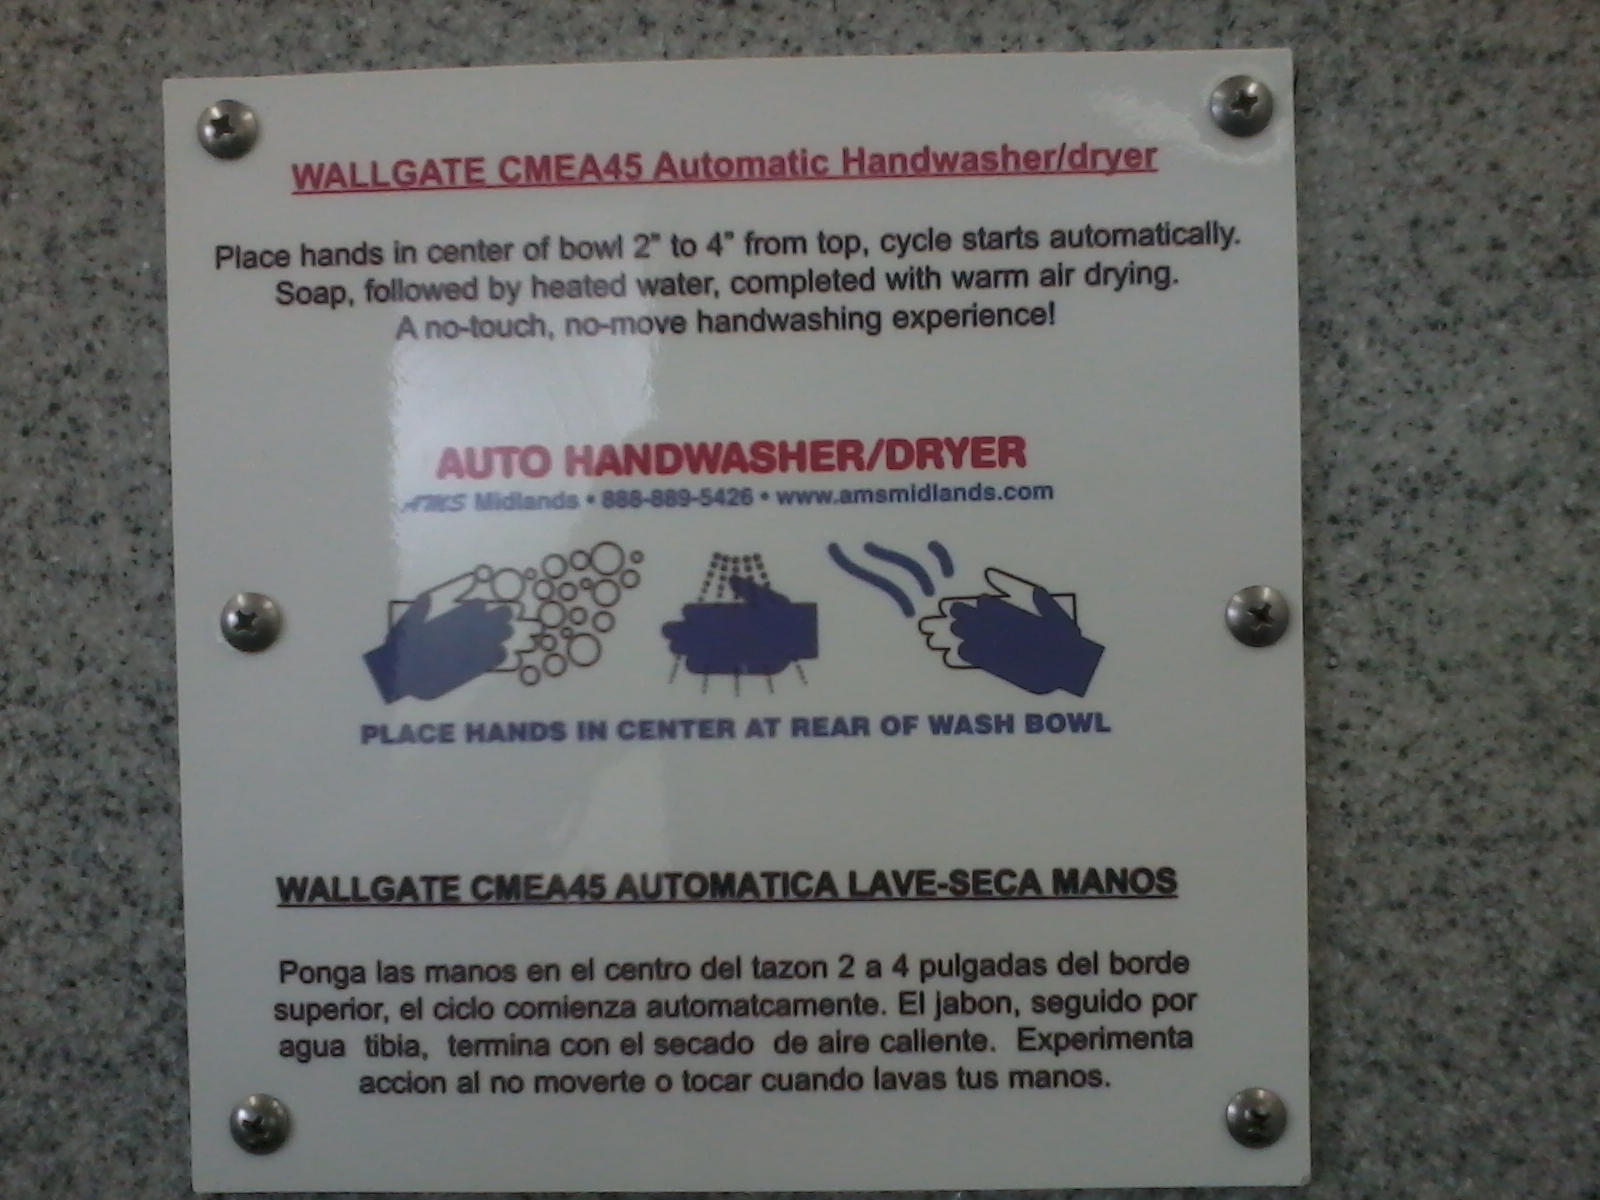 WALLGATE CMEA45 Automatic Handwasher/dryer
Place hands in center of bowl 2" to 4" from top, cycle starts automatically.
Soap, followed by heated water, completed with warm air drying.
A no-touch, no-move handwashing experience!
AUTO HANDWASHER/DRYER
AMS Midlands • 888-889-5426 • www.amsmidlands.com
PLACE HANDS IN CENTER AT REAR OF WASH BOWL
WALLGATE CMEA45 AUTOMATICA LAVE-SECA MANOS
Ponga las manos en el centro del tazon 2 a 4 pulgadas del borde
superior, el ciclo comienza automatcamente. El jabon, seguido por
agua tibia, termina con el secado de aire caliente. Experimenta
accion al no moverte o tocar cuando lavas tus manos.